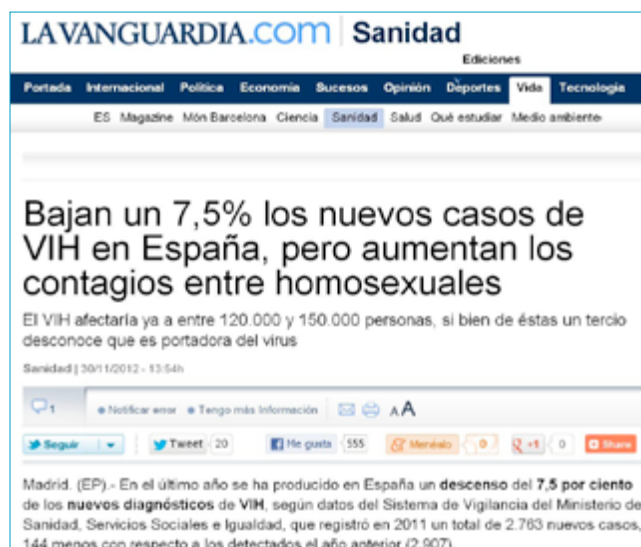 LAVANGUARDIA.COM | Sanidad
Ediciones
Portada Internacional Política Economía Sucesos Opinión Deportes Vida Tecnología
ES Magazine Món Barcelona Ciencia Sanidad Salud Qué estudiar Medio ambiente
Bajan un 7,5% los nuevos casos de
VIH en España, pero aumentan los
contagios entre homosexuales
El VIH afectaría ya a entre 120.000 y 150.000 personas, si bien de éstas un tercio
desconoce que es portadora del virus
Sanidad | 30/11/2012 - 13:54h
1 Notificar error Tengo más Información AA
Seguir Tweet 20 Me gusta 555 Menéalo 0 +1 0 Share
Madrid. (EP).- En el último año se ha producido en España un descenso del 7,5 por ciento
de los nuevos diagnósticos de VIH, según datos del Sistema de Vigilancia del Ministerio de
Sanidad, Servicios Sociales e Igualdad, que registró en 2011 un total de 2.763 nuevos casos,
144 menos con respecto a los detectados el año anterior (2.907).